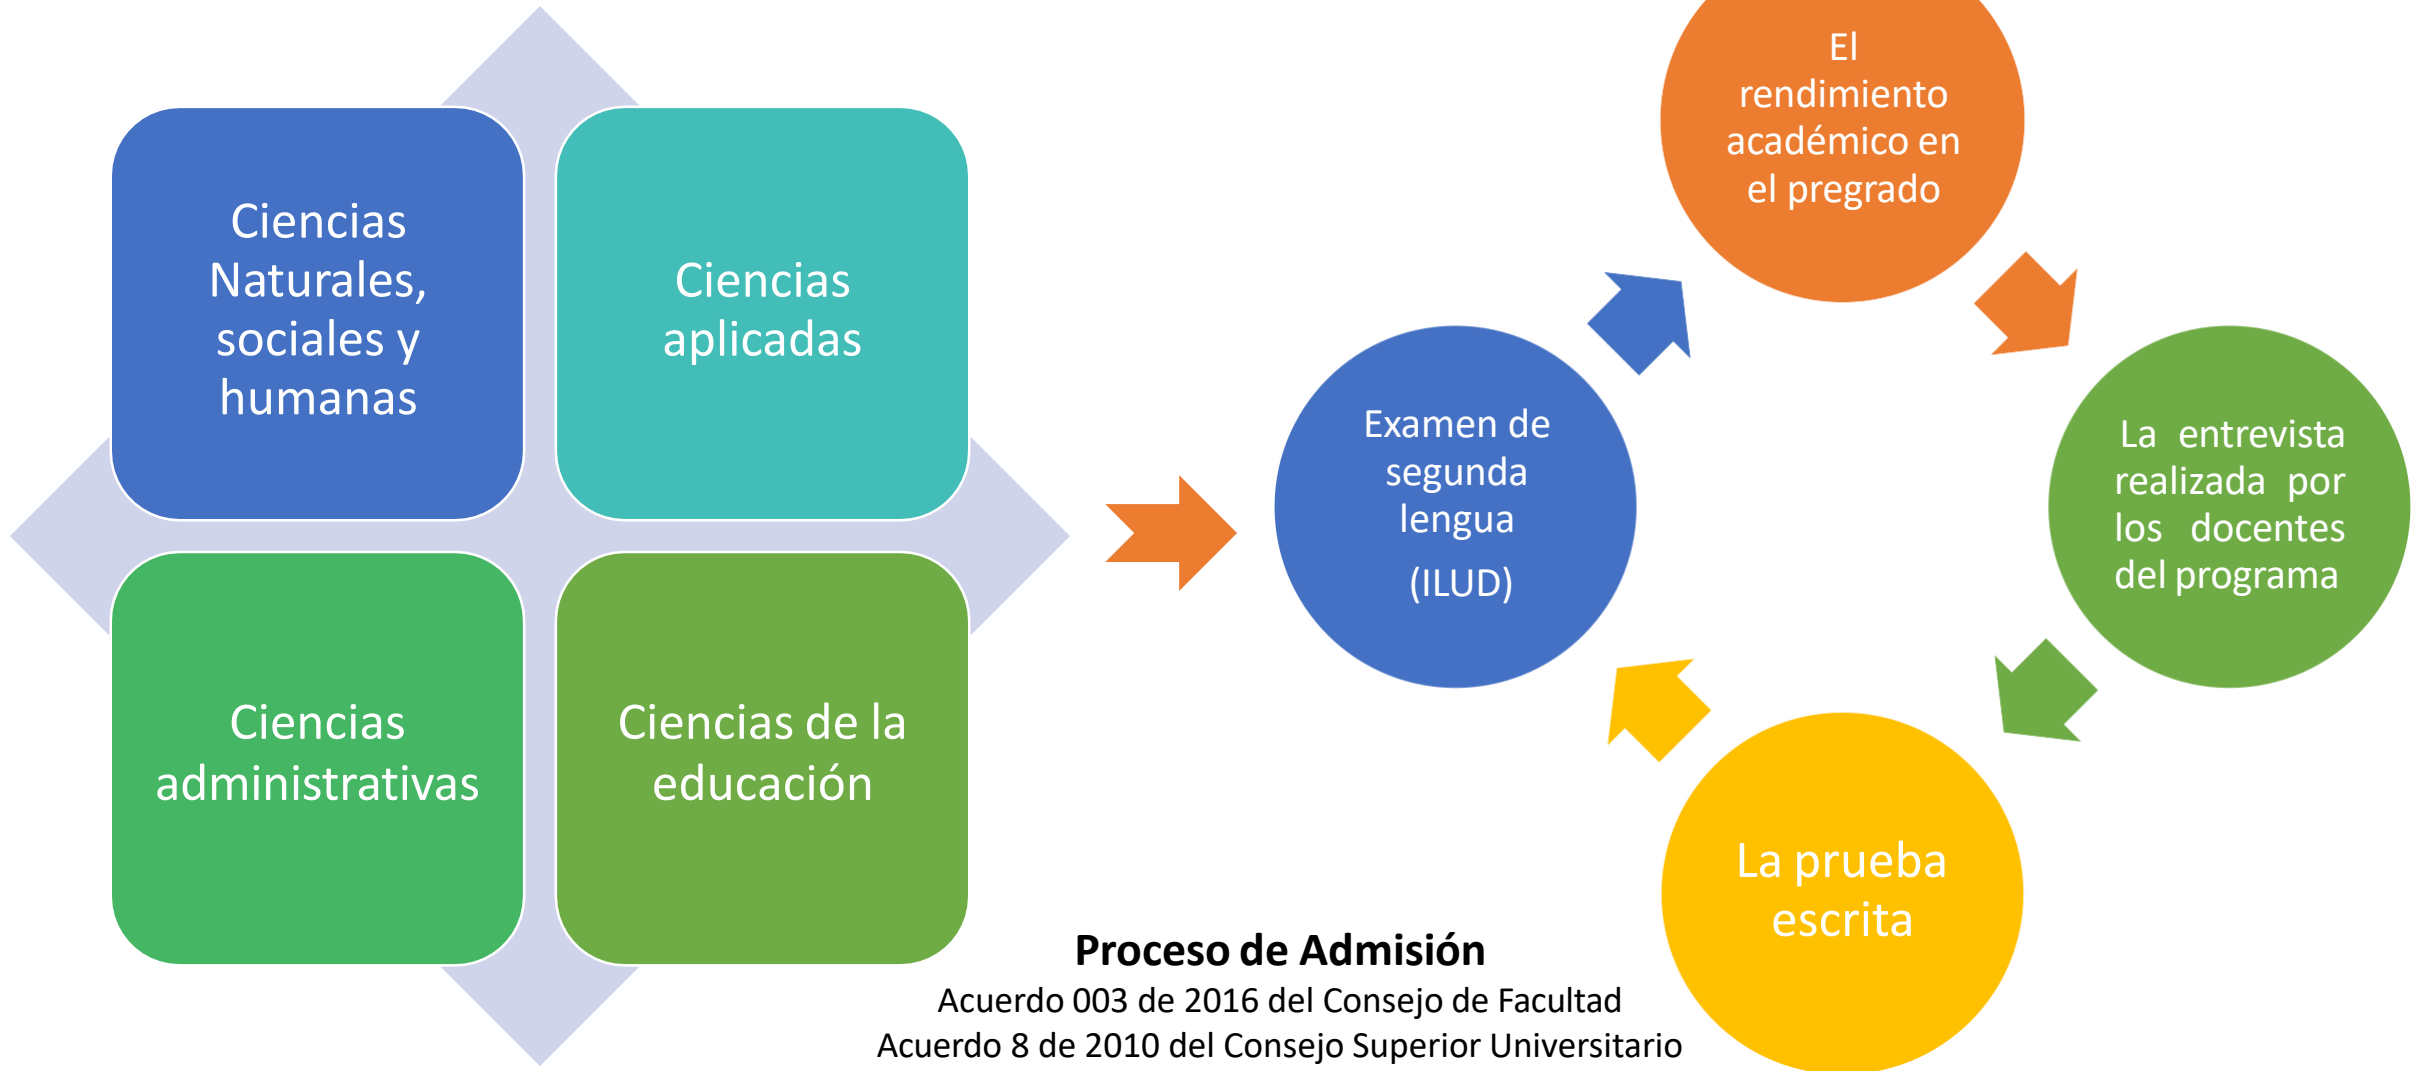 Ciencias
Naturales,
sociales y
humanas
Ciencias
aplicadas
Ciencias
administrativas
Ciencias de la
educación
El
rendimiento
académico en
el pregrado
La entrevista
realizada por
los docentes
del programa
La prueba
escrita
Examen de
segunda
lengua
(ILUD)
Proceso de Admisión
Acuerdo 003 de 2016 del Consejo de Facultad
Acuerdo 8 de 2010 del Consejo Superior Universitario